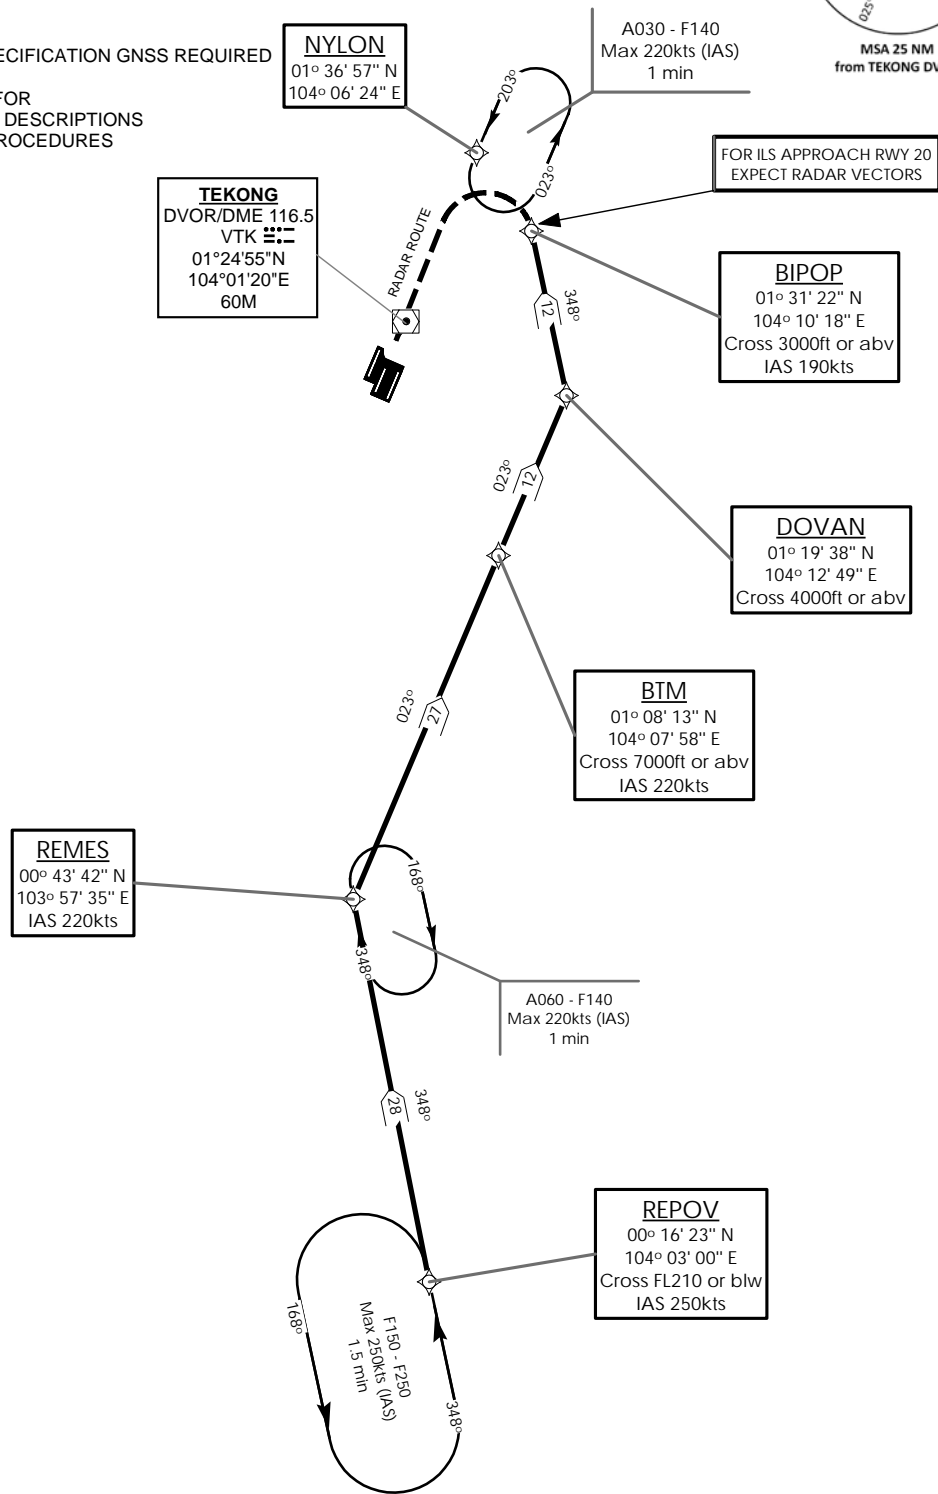 ECIFICATION GNSS REQUIRED
FOR
DESCRIPTIONS
ROCEDURES
NYLON
01° 36' 57" N
104° 06' 24" E
A030 - F140
Max 220kts (IAS)
1 min
025°
MSA 25 NM
from TEKONG DV
203°
023°
FOR ILS APPROACH RWY 20
EXPECT RADAR VECTORS
TEKONG
DVOR/DME 116.5
VTK
01°24'55"N
104°01'20"E
60M
RADAR ROUTE
BIPOP
01° 31' 22" N
104° 10' 18" E
Cross 3000ft or abv
IAS 190kts
348°
12
023°
12
DOVAN
01° 19' 38" N
104° 12' 49" E
Cross 4000ft or abv
BTM
01° 08' 13" N
104° 07' 58" E
Cross 7000ft or abv
IAS 220kts
023°
27
REMES
00° 43' 42" N
103° 57' 35" E
IAS 220kts
168°
348°
A060 - F140
Max 220kts (IAS)
1 min
348°
28
REPOV
00° 16' 23" N
104° 03' 00" E
Cross FL210 or blw
IAS 250kts
168°
F150 - F250
Max 250kts (IAS)
1.5 min
348°